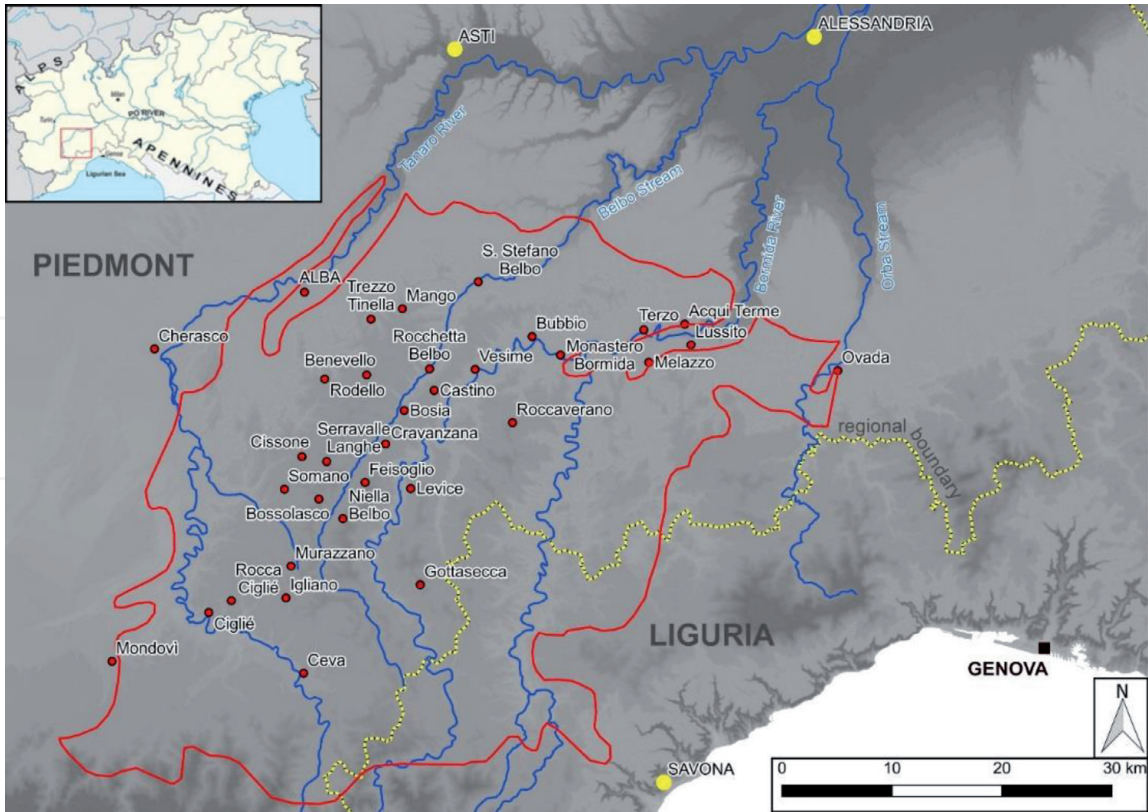 ALPS
Milan
Turin
PO RIVER
Genoa
Ligurian Sea
APENNINES
ASTI
ALESSANDRIA
Tanaro River
Belbo Stream
Bormida River
Orba Stream
PIEDMONT
S. Stefano
Belbo
ALBA
Trezzo
Tinella
Mango
Cherasco
Rocchetta
Belbo
Bubbio
Terzo
Acqui Terme
Lussito
Vesime
Monastero
Bormida
Melazzo
Ovada
Benevello
Rodello
Castino
Bosia
Roccaverano
regional
boundary
Serravalle
Langhe
Cravanzana
Cissone
Somano
Feisoglio
Levice
Bossolasco
Niella
Belbo
Murazzano
Rocca
Ciglié
Igliano
Gottasecca
Ciglié
Mondovì
Ceva
LIGURIA
GENOVA
SAVONA
N
0 10 20 30 km